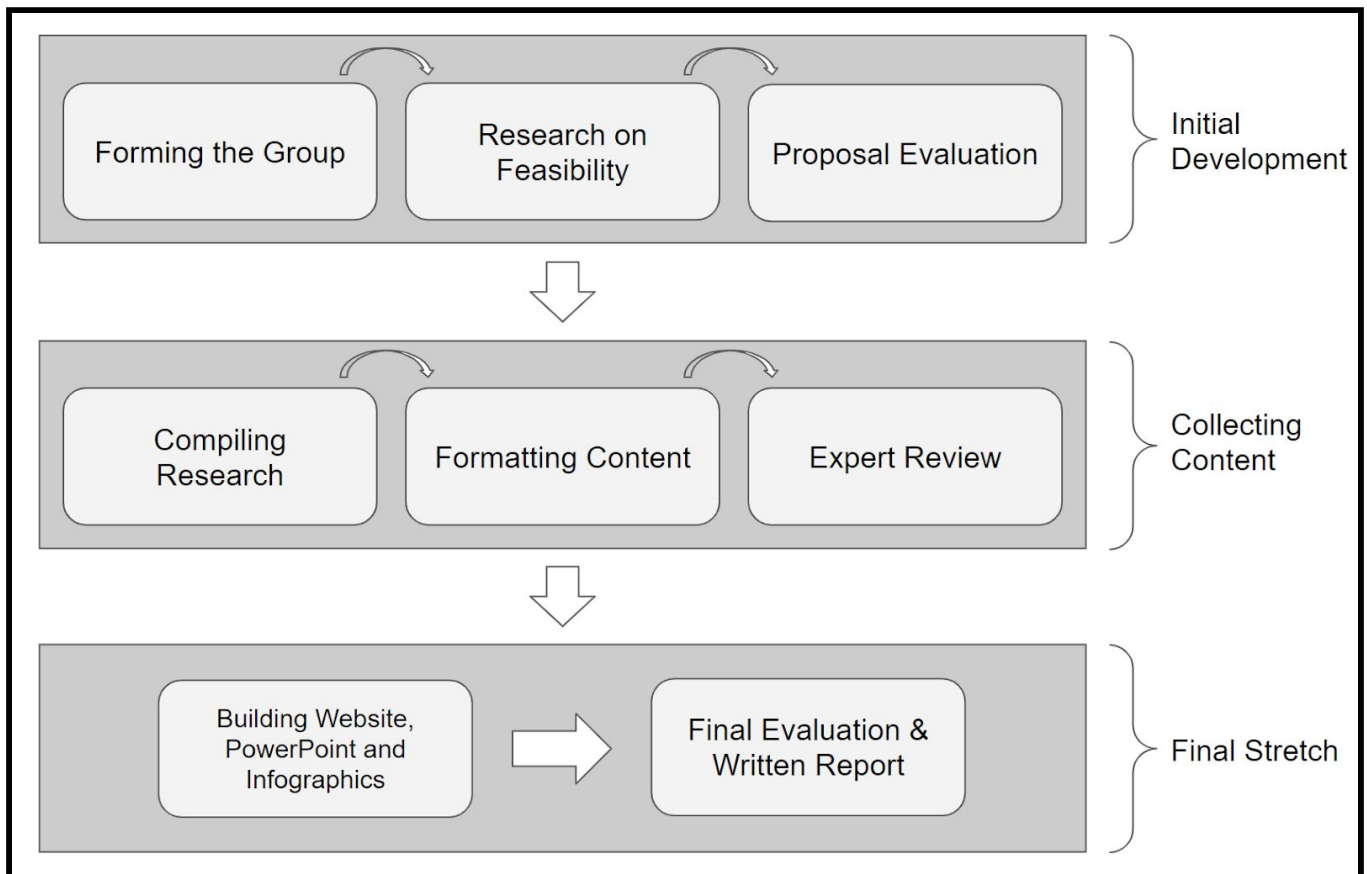 Forming the Group
Research on
Feasibility
Proposal Evaluation
Initial
Development
Compiling
Research
Formatting Content
Expert Review
Collecting
Content
Building Website,
PowerPoint and
Infographics
Final Evaluation &
Written Report
Final Stretch